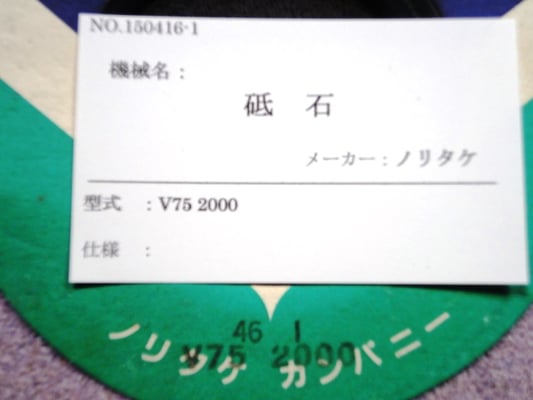 NO.150416-1
機械名：
砥 石
メーカー：ノリタケ
型式 ：V75 2000
仕様 ：
46 I
V75 2000
ノリタケ カンパニー